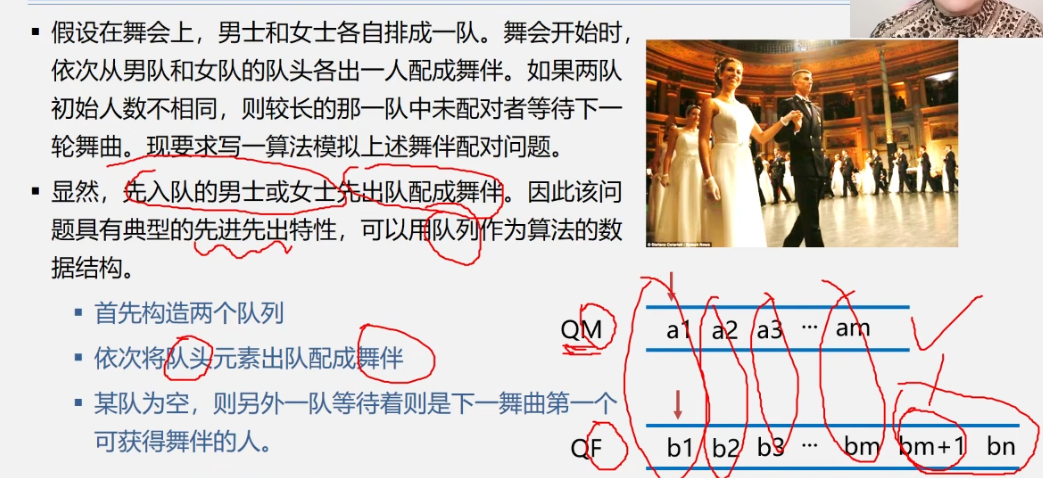 ▪ 假设在舞会上，男士和女士各自排成一队。舞会开始时，
依次从男队和女队的队头各出一人配成舞伴。如果两队
初始人数不相同，则较长的那一队中未配对者等待下一
轮舞曲。现要求写一算法模拟上述舞伴配对问题。
▪ 显然，先入队的男士或女士先出队配成舞伴。因此该问
题具有典型的先进先出特性，可以用队列作为算法的数
据结构。
▪ 首先构造两个队列
▪ 依次将队头元素出队配成舞伴
▪ 某队为空，则另外一队等待着则是下一舞曲第一个
可获得舞伴的人。
QM a1 a2 a3 ··· am
QF b1 b2 b3 ··· bm bm+1 bn